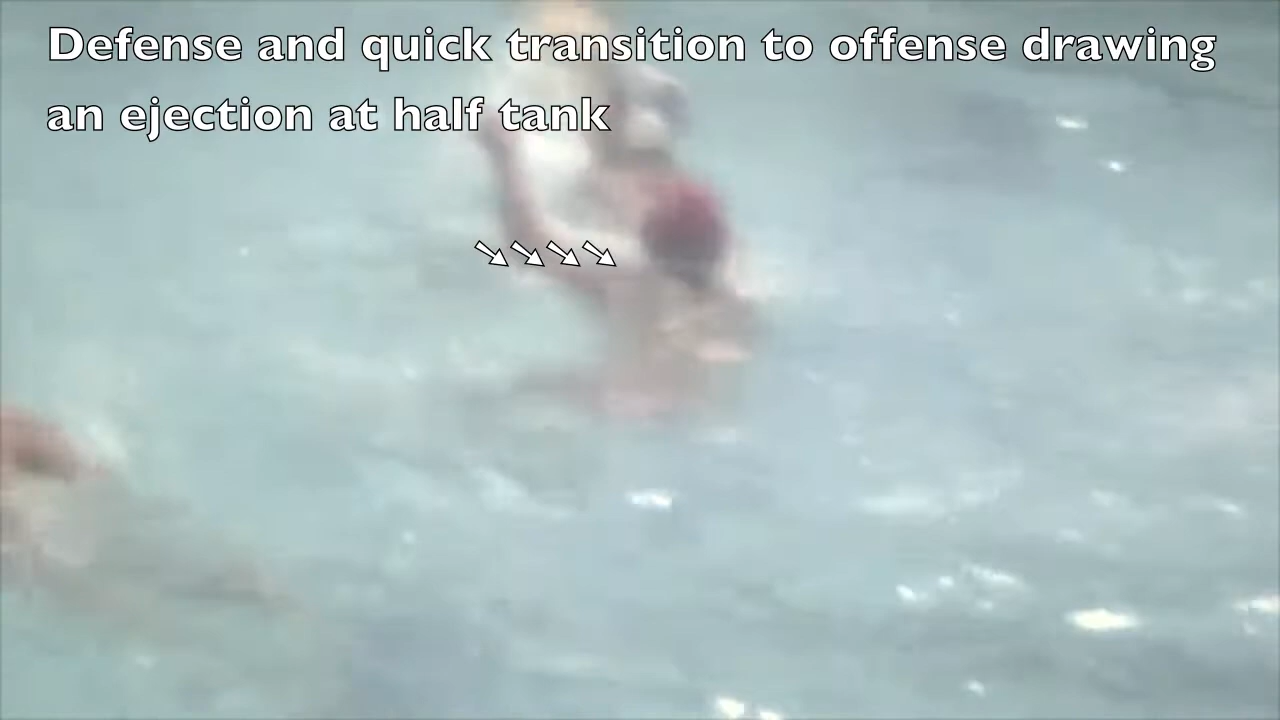 Defense and quick transition to offense drawing
an ejection at half tank